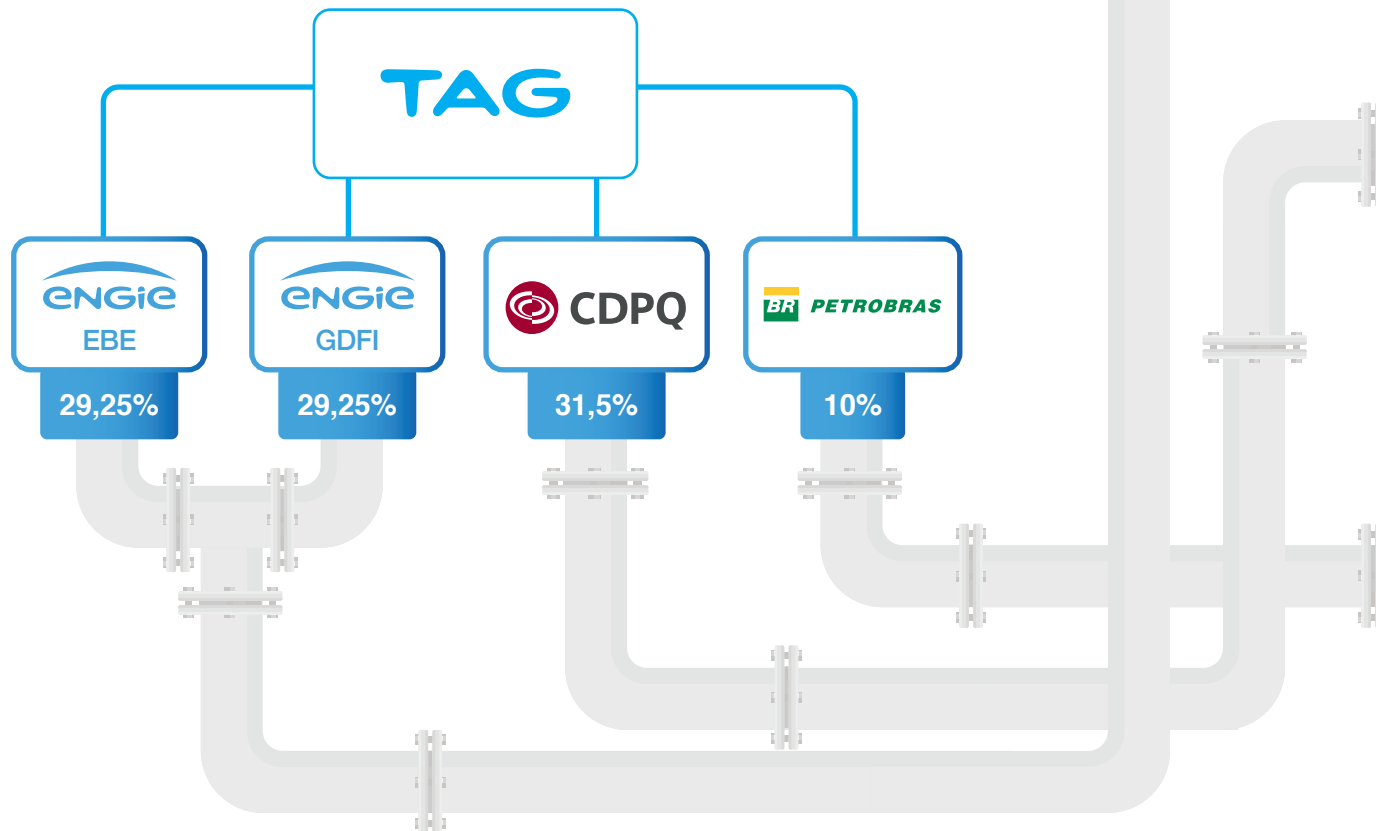 TAG
ENGIE
EBE
29,25%
ENGIE
GDFI
29,25%
CDPQ
31,5%
BR PETROBRAS
10%